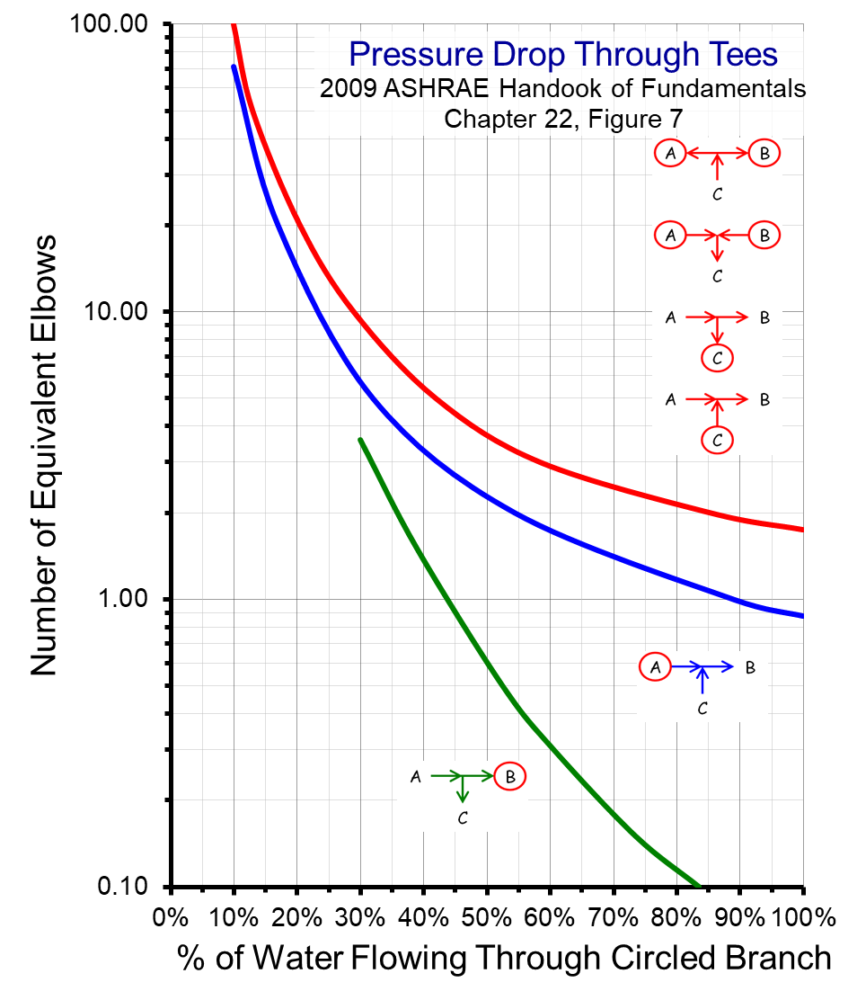 Pressure Drop Through Tees
2009 ASHRAE Handook of Fundamentals
Chapter 22, Figure 7
Number of Equivalent Elbows
100.00
10.00
1.00
0.10
A B
C
A B
C
A B
C
A B
C
A B
C
A B
C
0% 10% 20% 30% 40% 50% 60% 70% 80% 90% 100%
% of Water Flowing Through Circled Branch